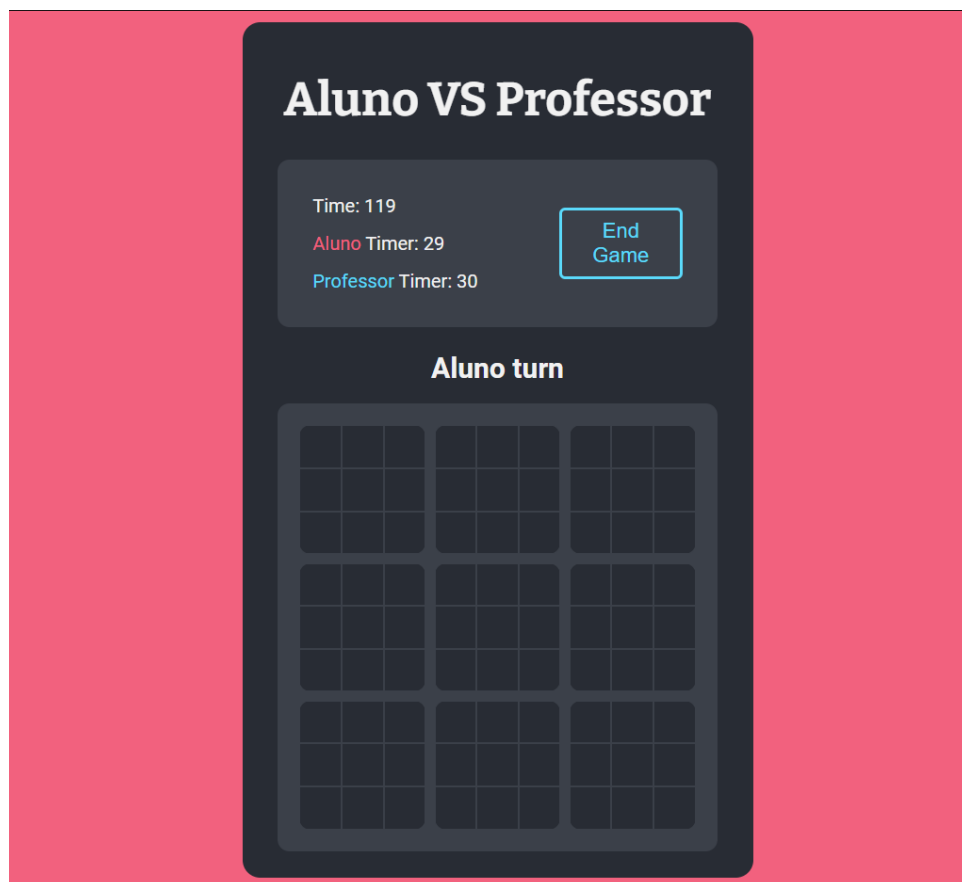 Aluno VS Professor
Time: 119
Aluno Timer: 29
Professor Timer: 30
End
Game
Aluno turn